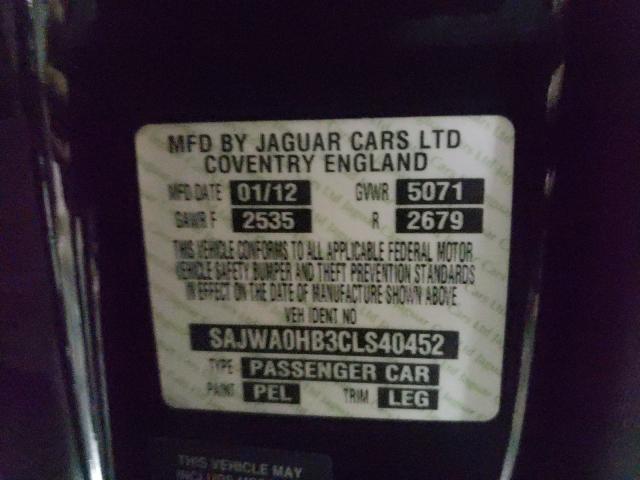 MFD BY JAGUAR CARS LTD
COVENTRY ENGLAND
MFD DATE 01/12 GVWR 5071
GAWR F 2535 R 2679
THIS VEHICLE CONFORMS TO ALL APPLICABLE FEDERAL MOTOR
VEHICLE SAFETY BUMPER AND THEFT PREVENTION STANDARDS
IN EFFECT ON THE DATE OF MANUFACTURE SHOWN ABOVE
VEH IDENT NO
SAJWA0HB3CLS40452
TYPE PASSENGER CAR
PAINT PEL TRIM LEG
THIS VEHICLE MAY